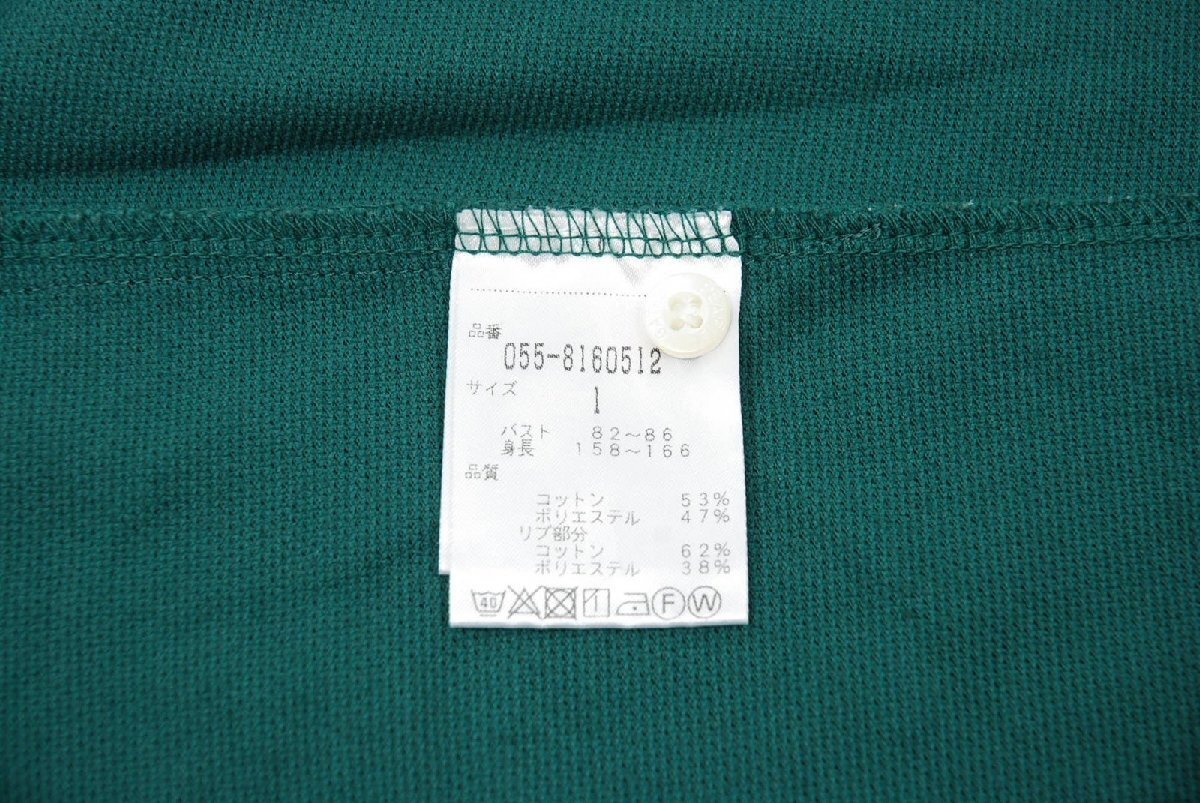 品番
055-8160512
サイズ
1
バスト 82~86
身長 158~166
品質
コットン 53%
ポリエステル 47%
リブ部分
コットン 62%
ポリエステル 38%
40 F W